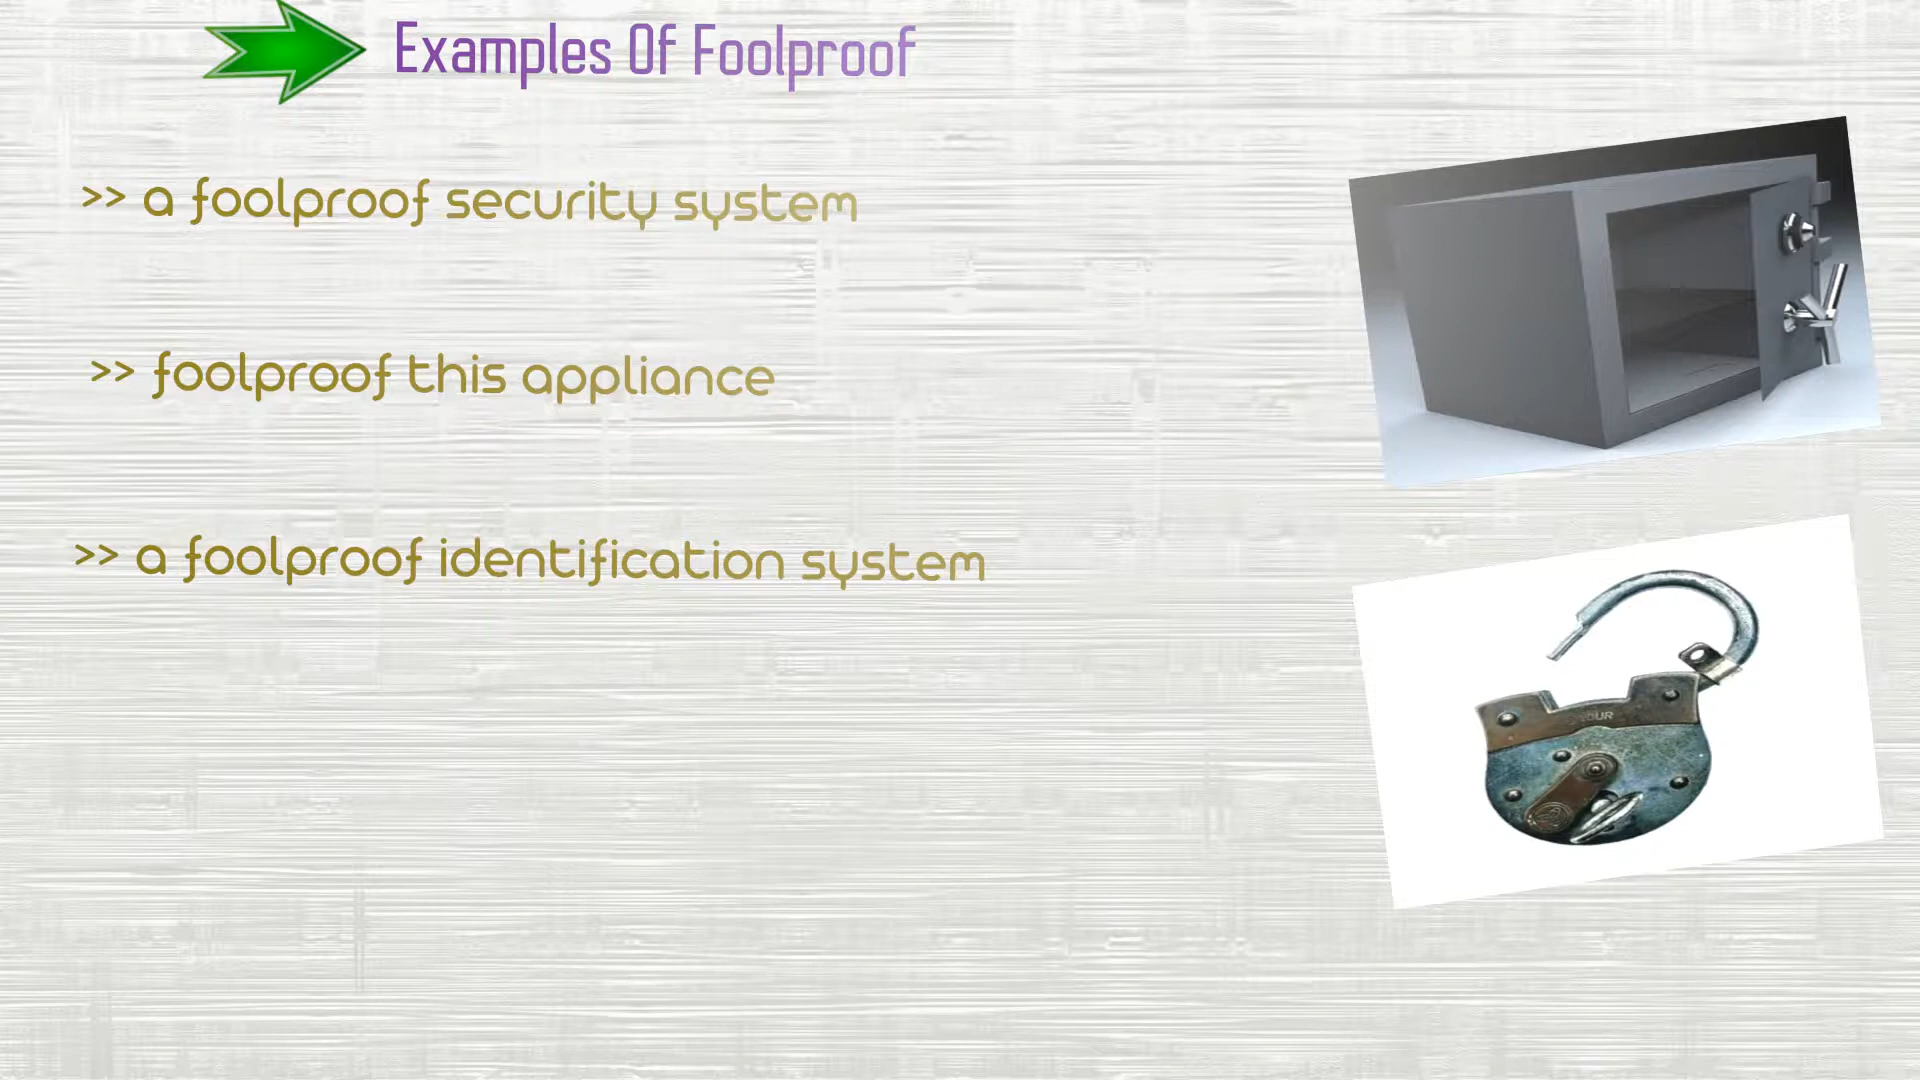 Examples Of Foolproof
>> a foolproof security system
>> foolproof this appliance
>> a foolproof identification system